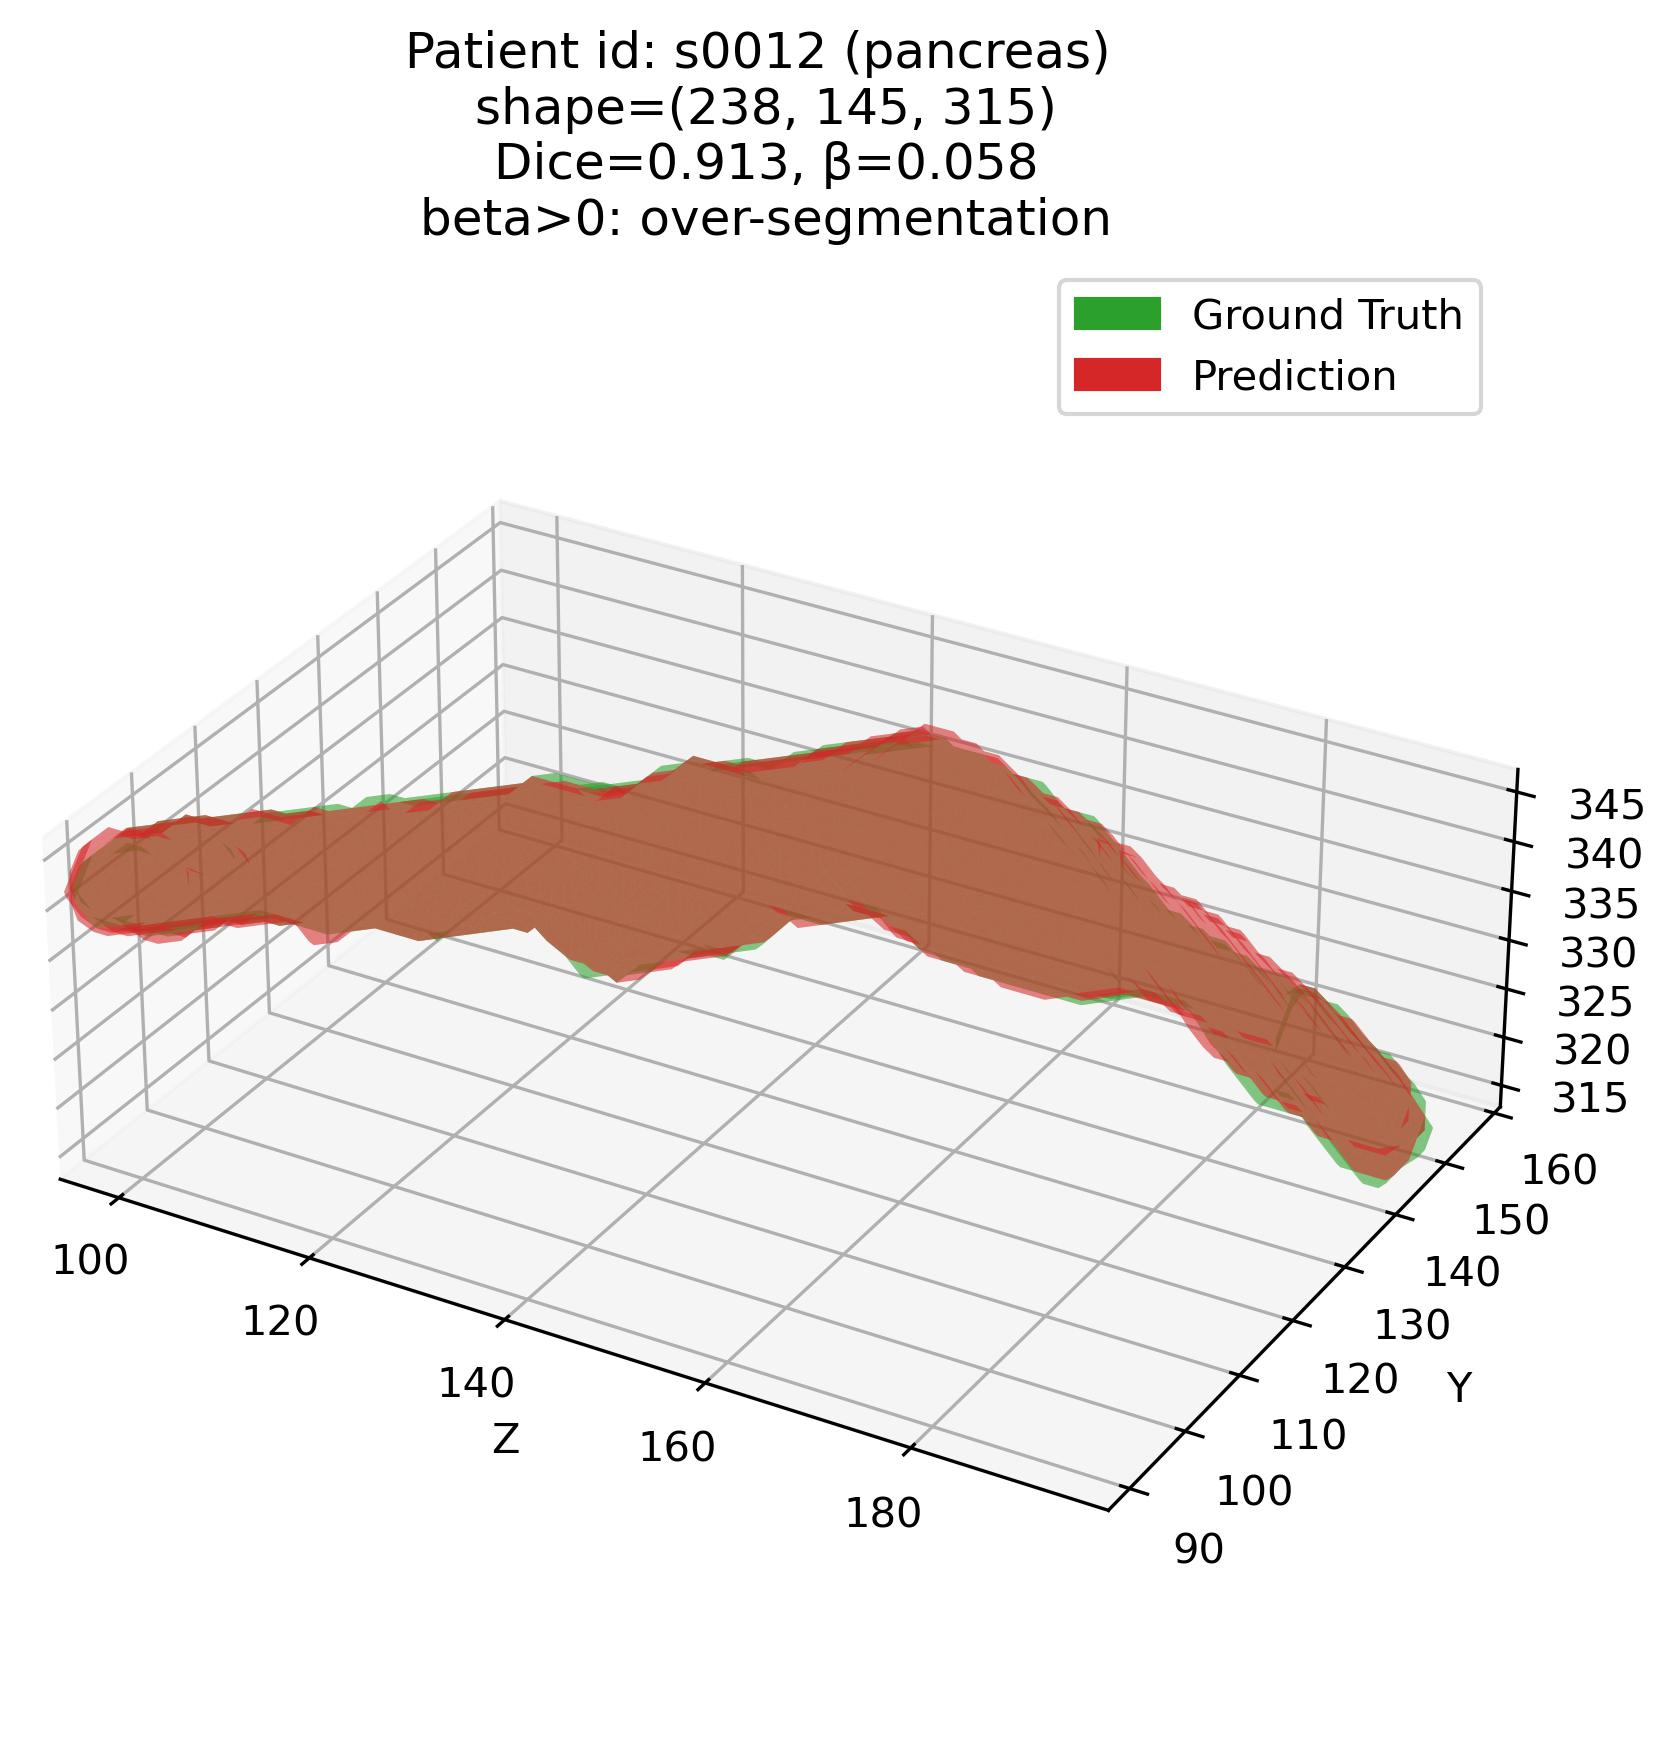 Patient id: s0012 (pancreas)
shape=(238, 145, 315)
Dice=0.913, β=0.058
beta>0: over-segmentation
Ground Truth
Prediction
345
340
335
330
325
320
315
160
150
140
130
120
110
100
90
Y
100
120
140
160
180
Z